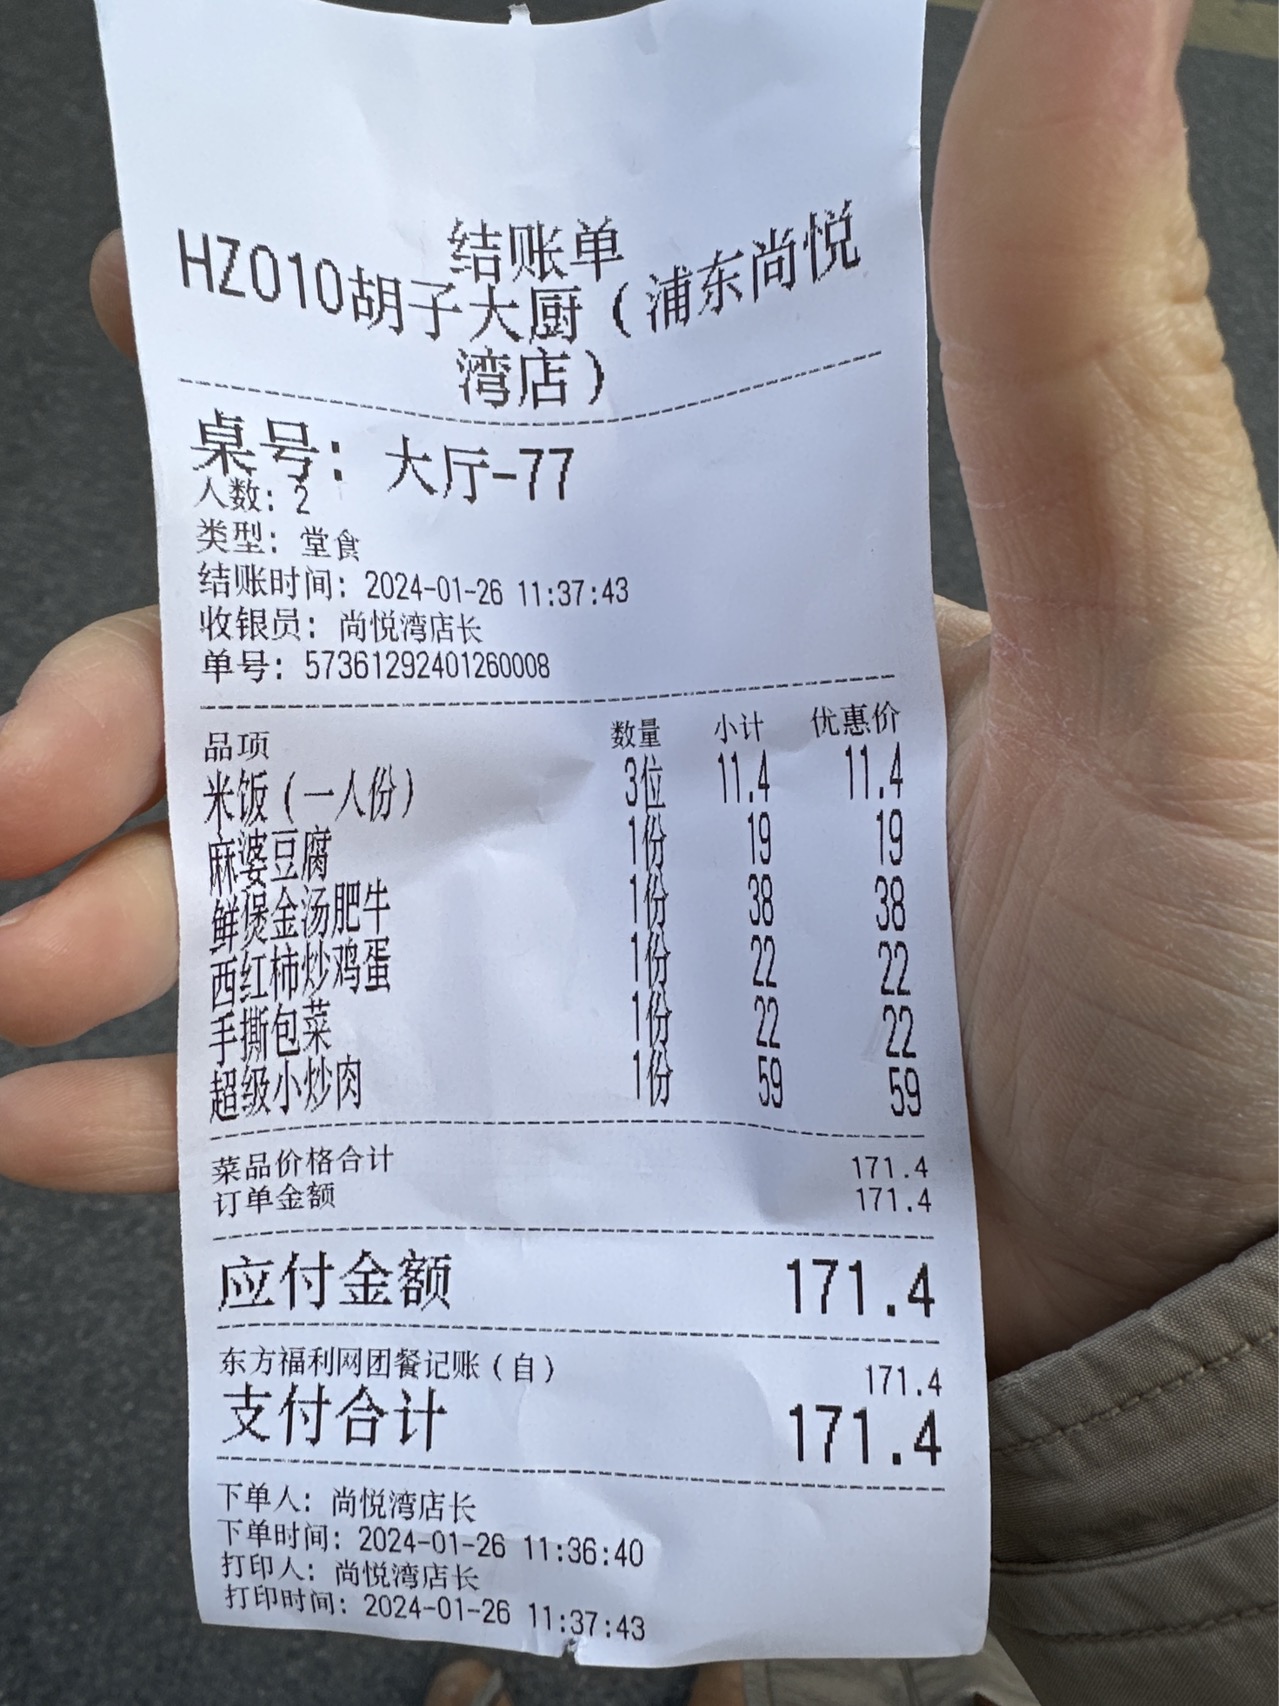 结账单
HZ010胡子大厨（浦东尚悦
湾店）
桌号：大厅-77
人数：2
类型：堂食
结账时间：2024-01-26 11:37:43
收银员：尚悦湾店长
单号：57361292401260008
品项 数量 小计 优惠价
米饭（一人份） 3位 11.4 11.4
麻婆豆腐 1份 19 19
鲜煲金汤肥牛 1份 38 38
西红柿炒鸡蛋 1份 22 22
手撕包菜 1份 22 22
超级小炒肉 1份 59 59
菜品价格合计 171.4
订单金额 171.4
应付金额 171.4
东方福利网团餐记账（自） 171.4
支付合计 171.4
下单人：尚悦湾店长
下单时间：2024-01-26 11:36:40
打印人：尚悦湾店长
打印时间：2024-01-26 11:37:43